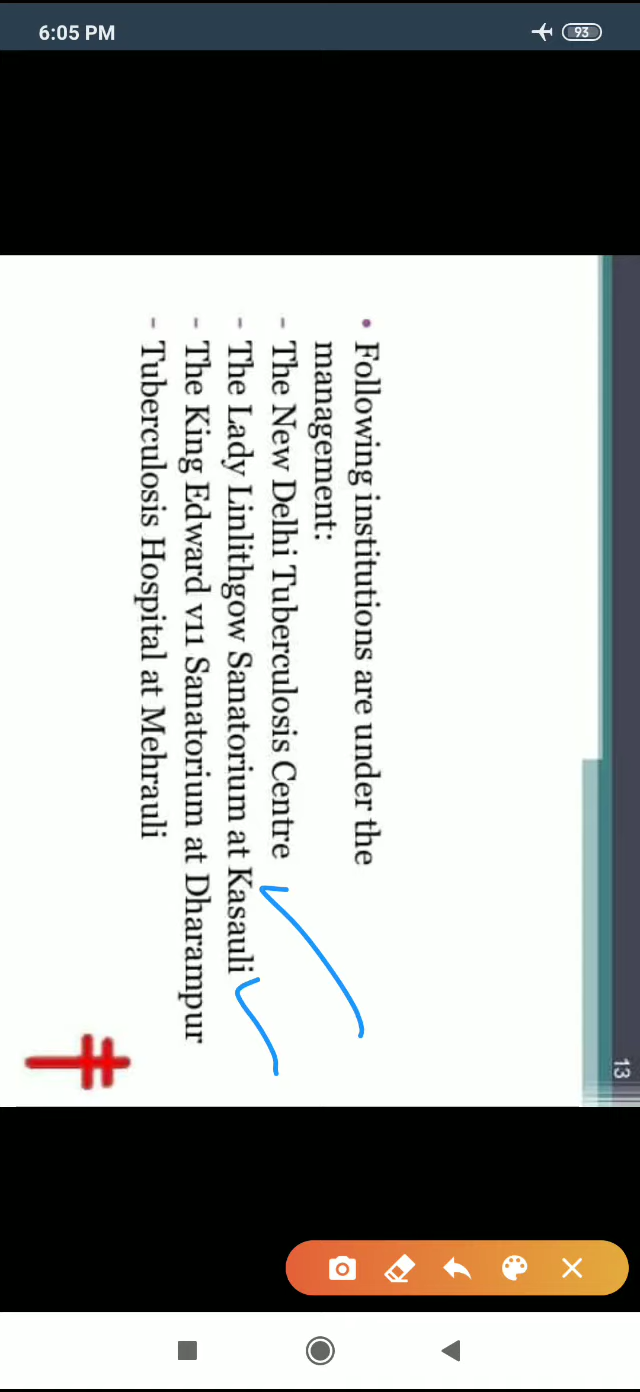 6:05 PM
93
13
• Following institutions are under the
management:
- The New Delhi Tuberculosis Centre
- The Lady Linlithgow Sanatorium at Kasauli
- The King Edward v11 Sanatorium at Dharampur
- Tuberculosis Hospital at Mehrauli